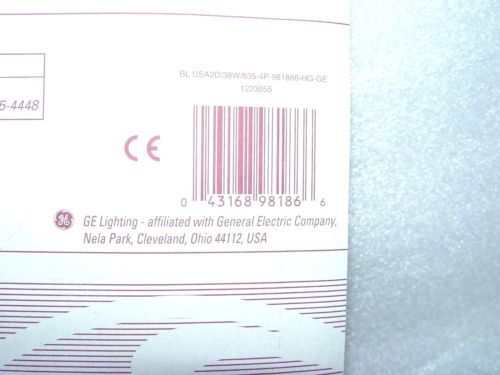 5-4448
BL USA2D/38W/835-4P-981866-HG-GE
1223055
CE
0 43168 98186 6
GE GE Lighting - affiliated with General Electric Company,
Nela Park, Cleveland, Ohio 44112, USA